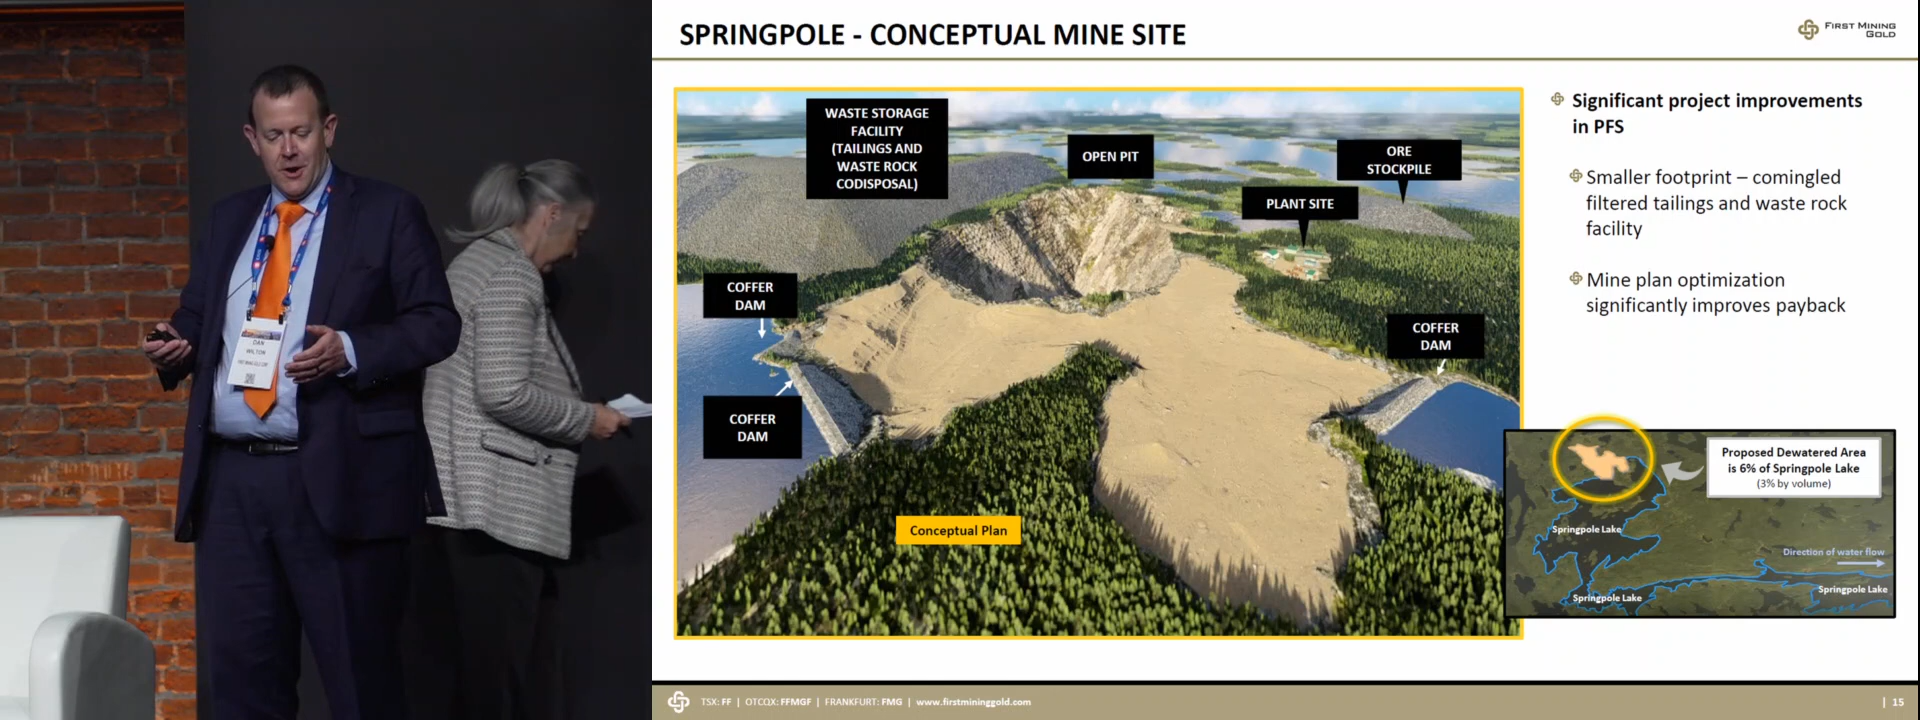 DAN
WILTON
SPRINGPOLE - CONCEPTUAL MINE SITE
FIRST MINING
GOLD
WASTE STORAGE
FACILITY
(TAILINGS AND
WASTE ROCK
CODISPOSAL)
OPEN PIT
ORE
STOCKPILE
PLANT SITE
COFFER
DAM
COFFER
DAM
COFFER
DAM
Conceptual Plan
Significant project improvements
in PFS
Smaller footprint – comingled
filtered tailings and waste rock
facility
Mine plan optimization
significantly improves payback
Proposed Dewatered Area
is 6% of Springpole Lake
(3% by volume)
Springpole Lake
Direction of water flow
Springpole Lake
Springpole Lake
TSX: FF | OTCQX: FFMGF | FRANKFURT: FMG | www.firstmininggold.com
| 15